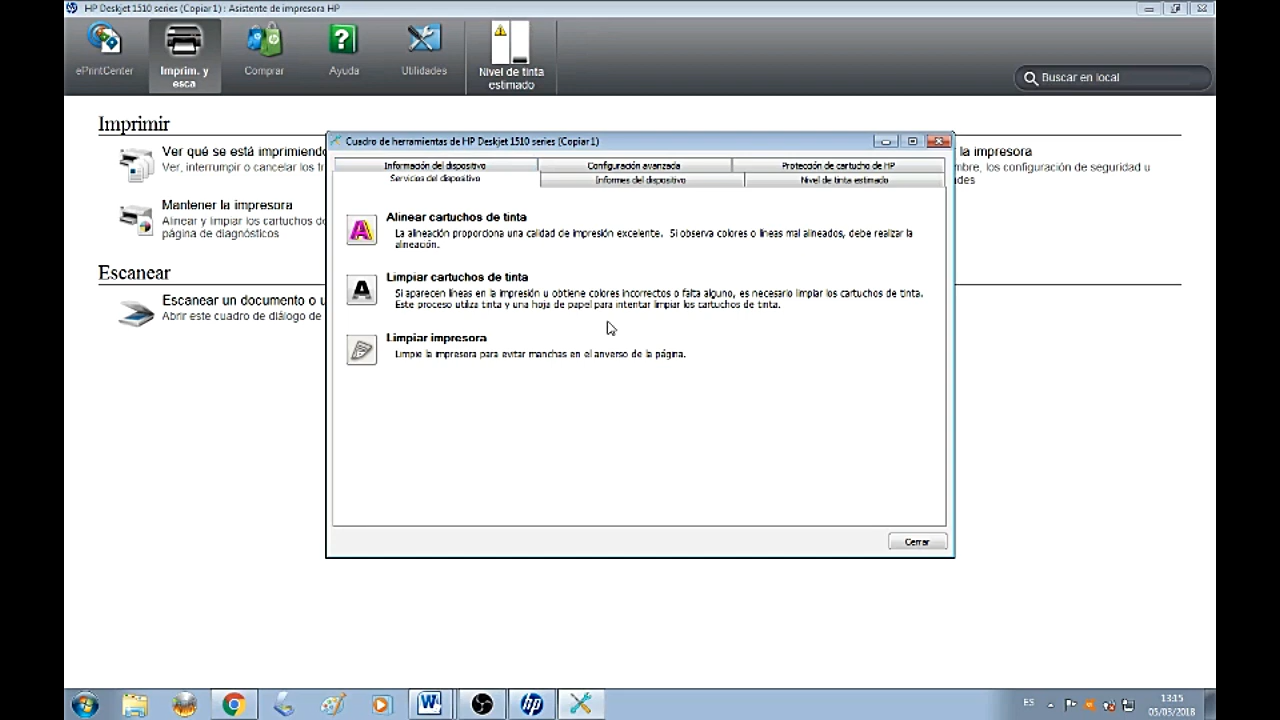 HP Deskjet 1510 series (Copiar 1) : Asistente de impresora HP
ePrintCenter
Imprim. y
esca
Comprar
Ayuda
Utilidades
Nivel de tinta
estimado
Buscar en local
Imprimir
Ver qué se está imprimiendo
Ver, interrumpir o cancelar los t
Mantener la impresora
Alinear y limpiar los cartuchos de
página de diagnósticos
la impresora
mbre, los configuración de seguridad u
des
Escanear
Escanear un documento o u
Abrir este cuadro de diálogo de
Cuadro de herramientas de HP Deskjet 1510 series (Copiar 1)
Información del dispositivo
Configuración avanzada
Protección de cartucho de HP
Servicios del dispositivo
Informes del dispositivo
Nivel de tinta estimado
Alinear cartuchos de tinta
La alineación proporciona una calidad de impresión excelente. Si observa colores o líneas mal alineados, debe realizar la
alineación.
Limpiar cartuchos de tinta
Si aparecen líneas en la impresión u obtiene colores incorrectos o falta alguno, es necesario limpiar los cartuchos de tinta.
Este proceso utiliza tinta y una hoja de papel para intentar limpiar los cartuchos de tinta.
Limpiar impresora
Limpie la impresora para evitar manchas en el anverso de la página.
Cerrar
ES
13:15
05/03/2018